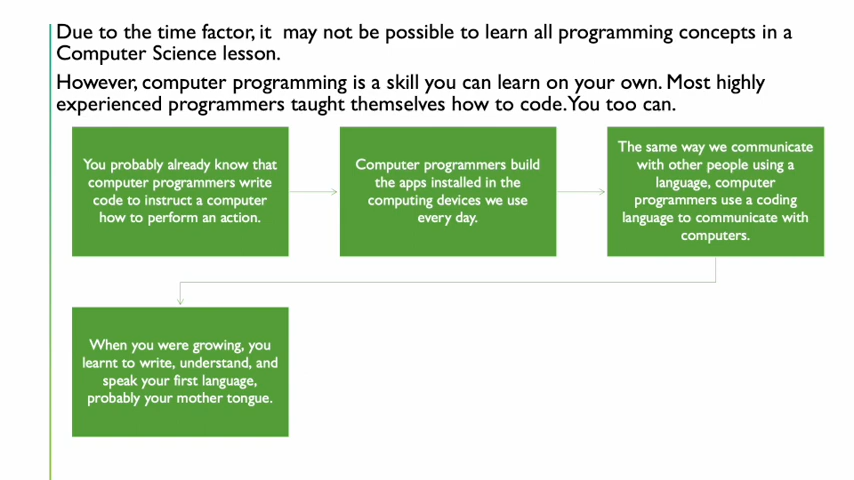 Due to the time factor, it  may not be possible to learn all programming concepts in a
Computer Science lesson.
However, computer programming is a skill you can learn on your own. Most highly
experienced programmers taught themselves how to code. You too can.
You probably already know that
computer programmers write
code to instruct a computer
how to perform an action.
Computer programmers build
the apps installed in the
computing devices we use
every day.
The same way we communicate
with other people using a
language, computer
programmers use a coding
language to communicate with
computers.
When you were growing, you
learnt to write, understand, and
speak your first language,
probably your mother tongue.